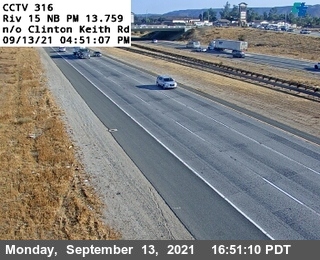 CCTV 316
Riv 15 NB PM 13.759
n/o Clinton Keith Rd
09/13/21 04:51:07 PM
Monday, September 13, 2021 16:51:10 PDT